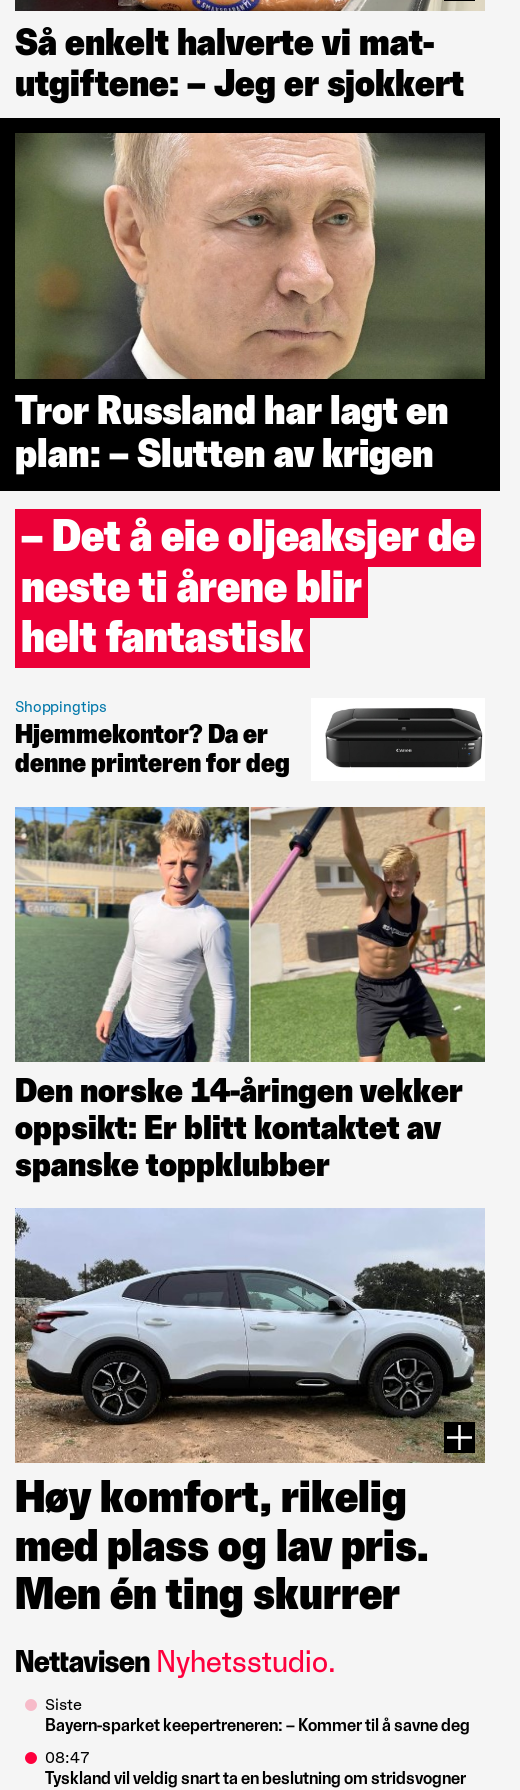 Så enkelt halverte vi mat-
utgiftene: – Jeg er sjokkert
Tror Russland har lagt en
plan: – Slutten av krigen
– Det å eie oljeaksjer de
neste ti årene blir
helt fantastisk
Shoppingtips
Hjemmekontor? Da er
denne printeren for deg
Canon
Den norske 14-åringen vekker
oppsikt: Er blitt kontaktet av
spanske toppklubber
Høy komfort, rikelig
med plass og lav pris.
Men én ting skurrer
Nettavisen Nyhetsstudio.
Siste
Bayern-sparket keepertreneren: – Kommer til å savne deg
08:47
Tyskland vil veldig snart ta en beslutning om stridsvogner